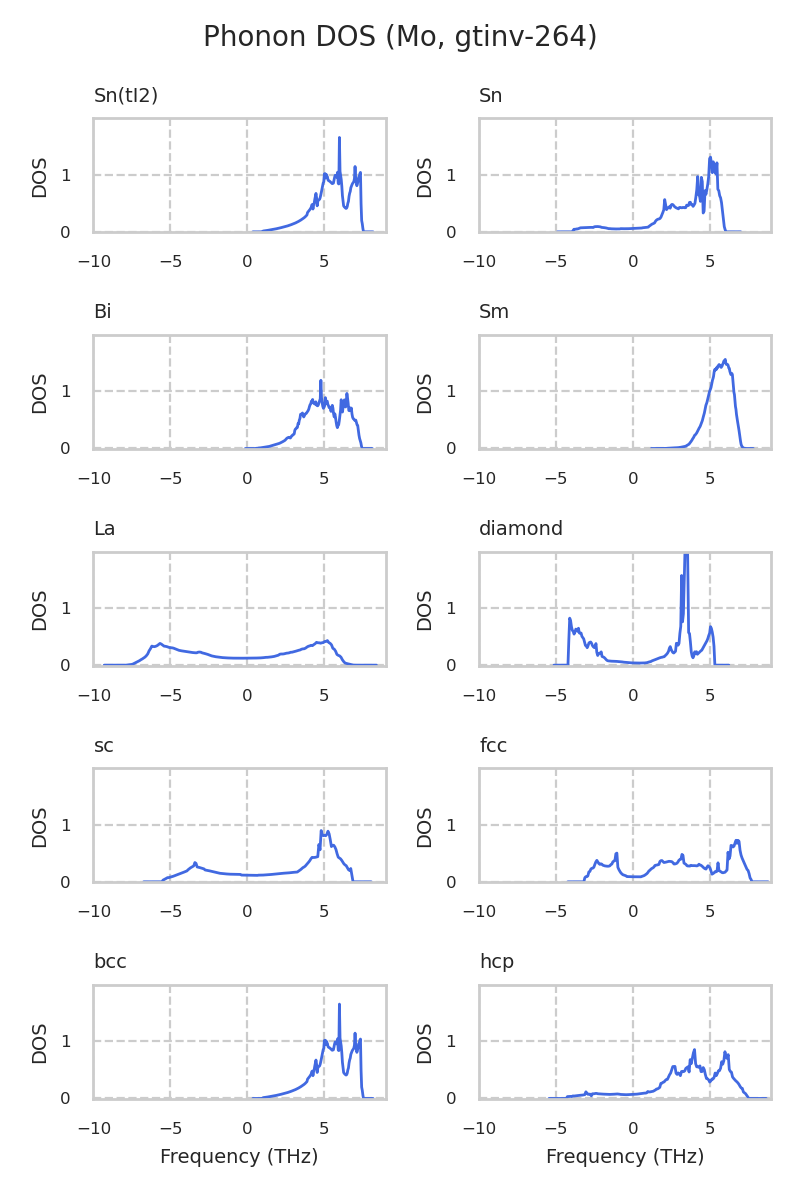 Phonon DOS (Mo, gtinv-264)
Sn(tI2) Sn
DOS 1 DOS 1
0 0
−10 −5 0 5 −10 −5 0 5
Bi Sm
DOS 1 DOS 1
0 0
−10 −5 0 5 −10 −5 0 5
La diamond
DOS 1 DOS 1
0 0
−10 −5 0 5 −10 −5 0 5
sc fcc
DOS 1 DOS 1
0 0
−10 −5 0 5 −10 −5 0 5
bcc hcp
DOS 1 DOS 1
0 0
−10 −5 0 5 −10 −5 0 5
Frequency (THz) Frequency (THz)